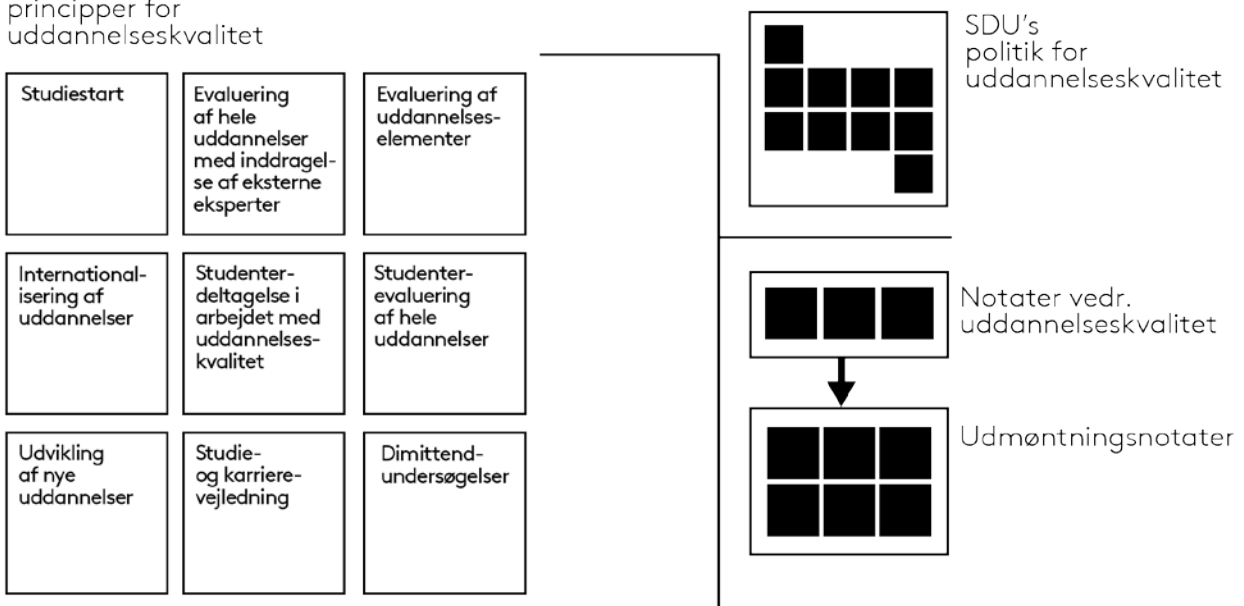 principper for
uddannelseskvalitet
Studiestart
Evaluering
af hele
uddannelser
med inddragel-
se af eksterne
eksperter
Evaluering af
uddannelses-
elementer
International-
isering af
uddannelser
Studenter-
deltagelse i
arbejdet med
uddannelses-
kvalitet
Studenter-
evaluering
af hele
uddannelser
Udvikling
af nye
uddannelser
Studie-
og karriere-
vejledning
Dimittend-
undersøgelser
SDU's
politik for
uddannelseskvalitet
Notater vedr.
uddannelseskvalitet
Udmøntningsnotater